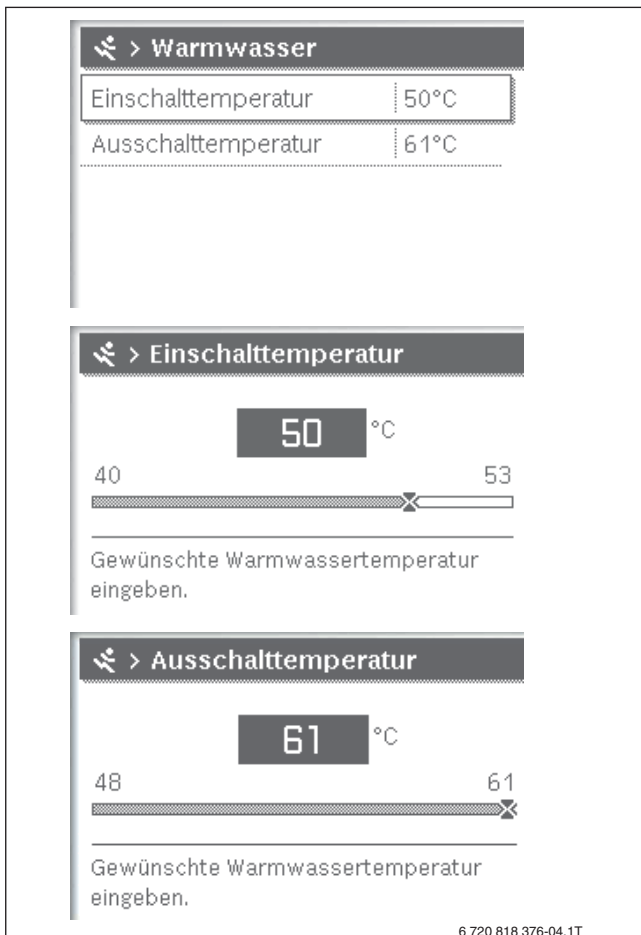 > Warmwasser
Einschalttemperatur 50°C
Ausschalttemperatur 61°C
> Einschalttemperatur
50 °C
40 53
Gewünschte Warmwassertemperatur
eingeben.
> Ausschalttemperatur
61 °C
48 61
Gewünschte Warmwassertemperatur
eingeben.
6 720 818 376-04.1T